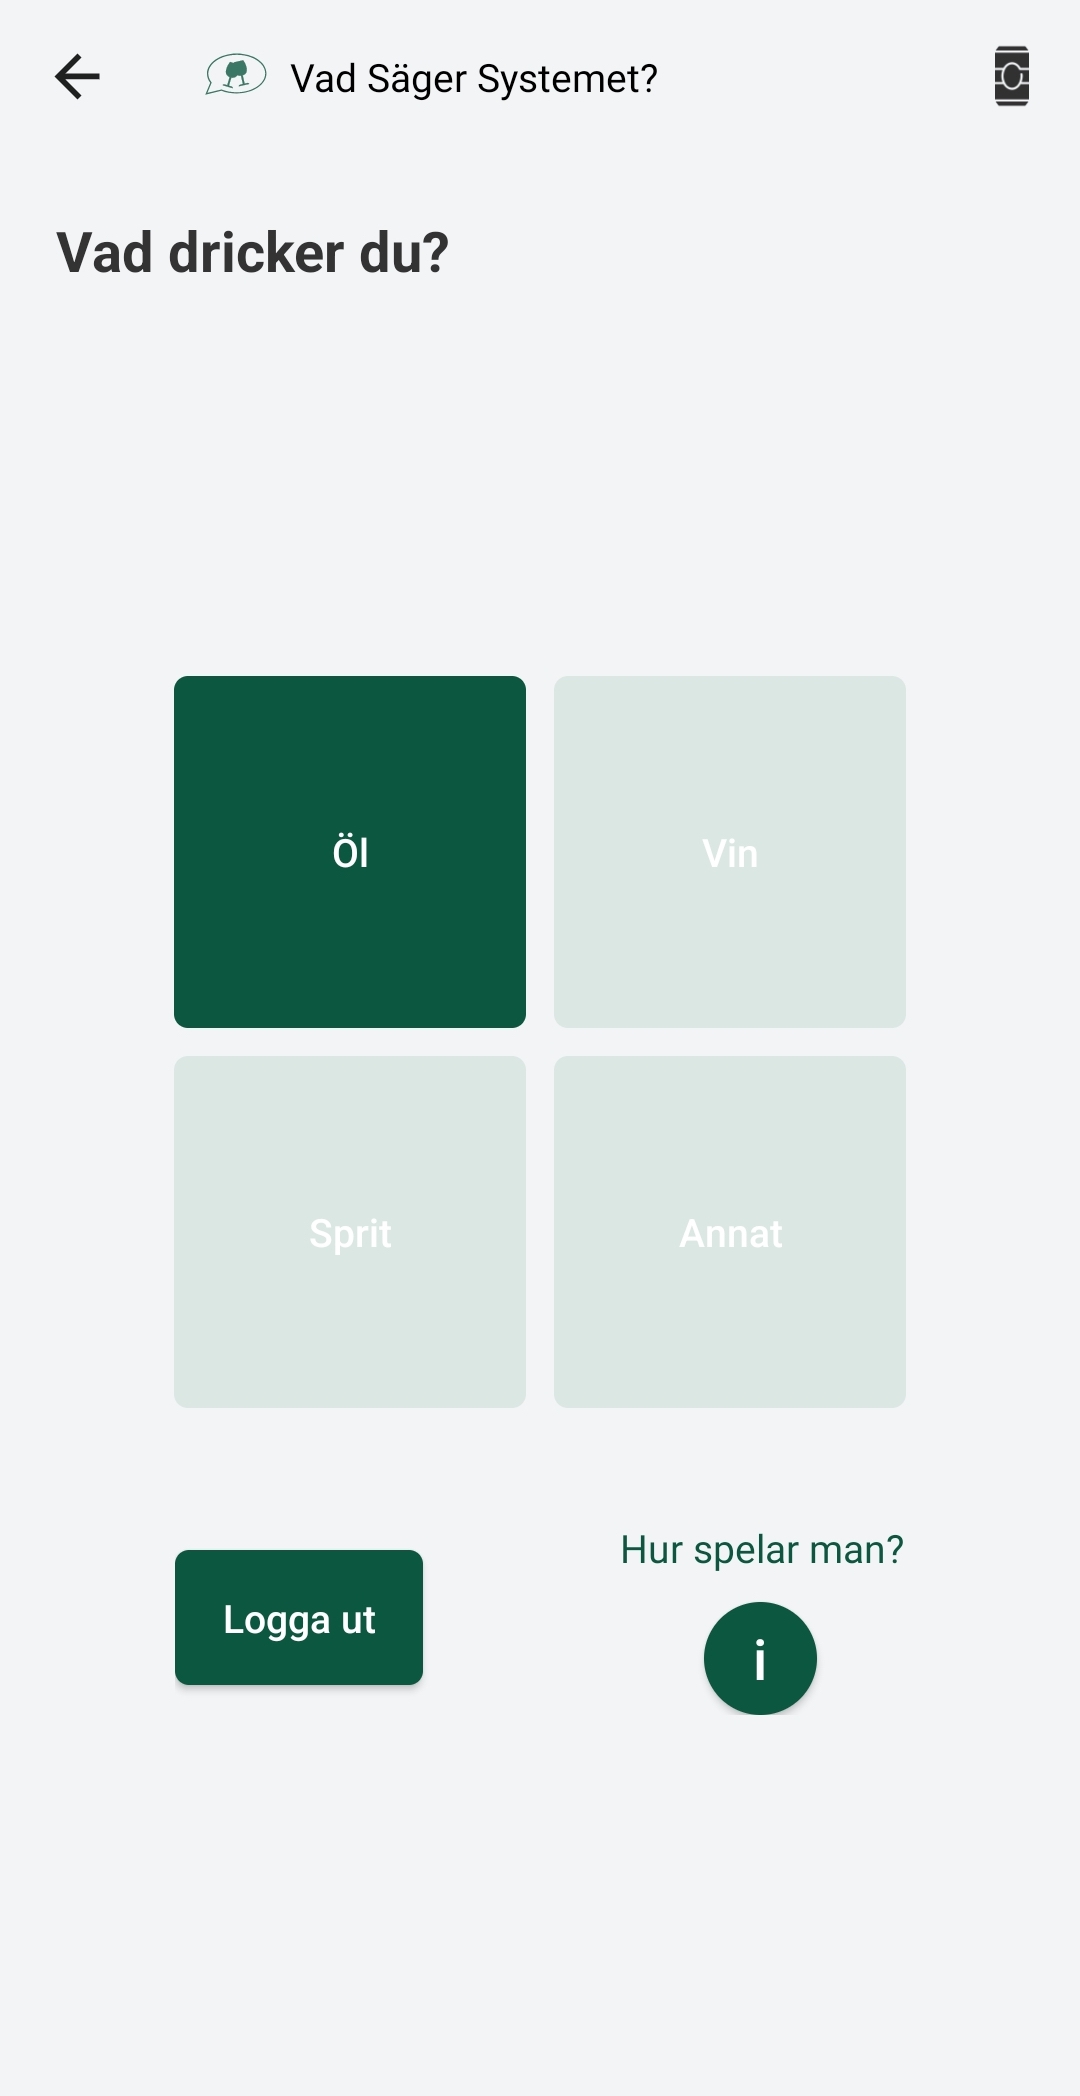 Vad Säger Systemet?
Vad dricker du?
Öl
Vin
Sprit
Annat
Hur spelar man?
Logga ut
i